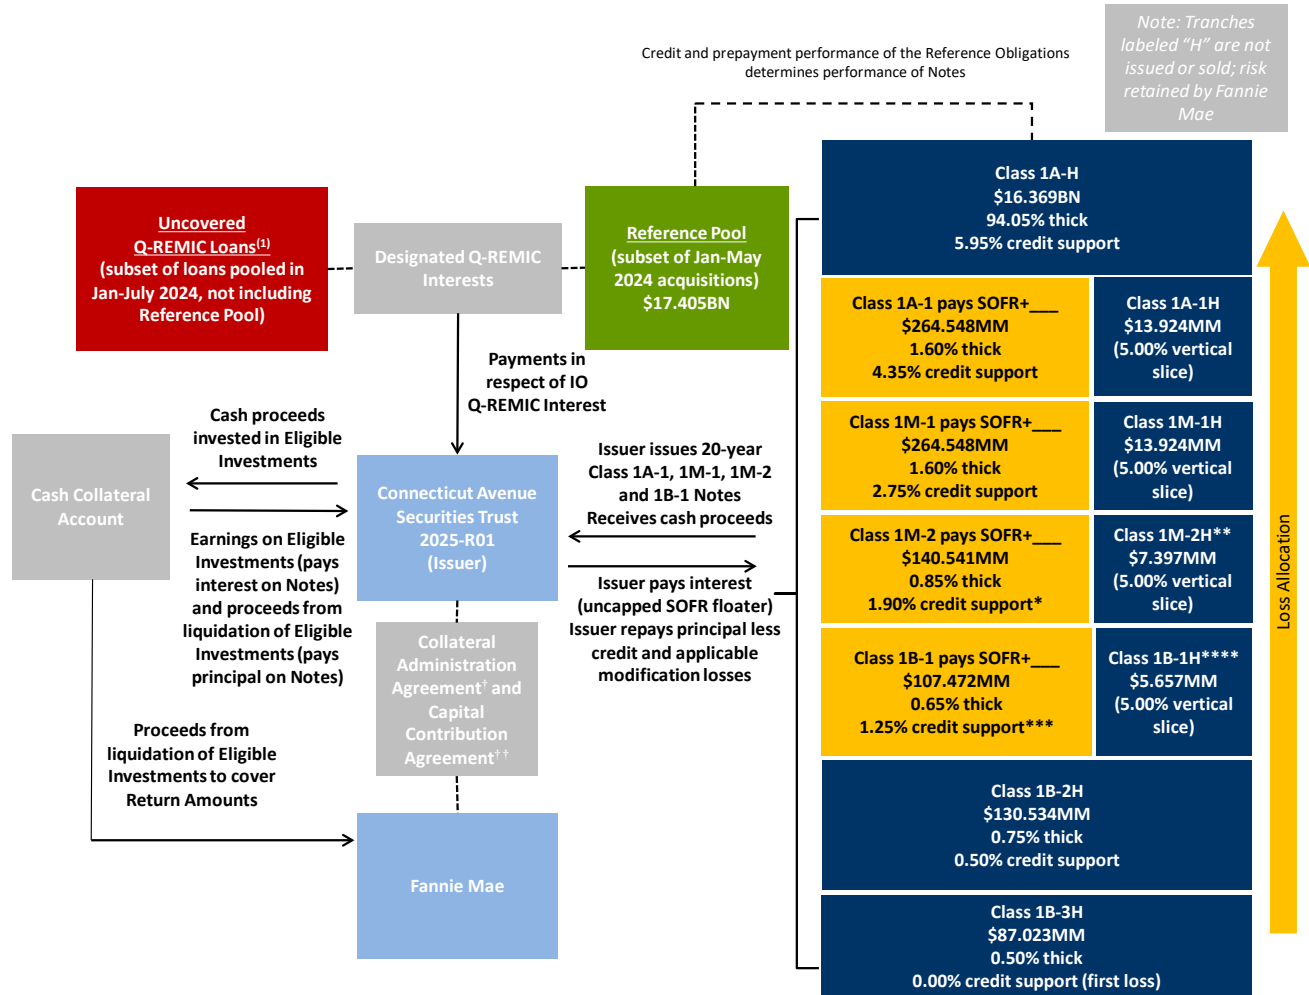 Credit and prepayment performance of the Reference Obligations
determines performance of Notes
Note: Tranches
labeled “H” are not
issued or sold; risk
retained by Fannie
Mae
Uncovered
Q-REMIC Loans(1)
(subset of loans pooled in
Jan-July 2024, not including
Reference Pool)
Designated Q-REMIC
Interests
Reference Pool
(subset of Jan-May
2024 acquisitions)
$17.405BN
Payments in
respect of IO
Q-REMIC Interest
Cash proceeds
invested in Eligible
Investments
Cash Collateral
Account
Earnings on Eligible
Investments (pays
interest on Notes)
and proceeds from
liquidation of Eligible
Investments (pays
principal on Notes)
Connecticut Avenue
Securities Trust
2025-R01
(Issuer)
Issuer issues 20-year
Class 1A-1, 1M-1, 1M-2
and 1B-1 Notes
Receives cash proceeds
Issuer pays interest
(uncapped SOFR floater)
Issuer repays principal less
credit and applicable
modification losses
Collateral
Administration
Agreement† and
Capital
Contribution
Agreement††
Proceeds from
liquidation of Eligible
Investments to cover
Return Amounts
Fannie Mae
Class 1A-H
$16.369BN
94.05% thick
5.95% credit support
Class 1A-1 pays SOFR+___
$264.548MM
1.60% thick
4.35% credit support
Class 1A-1H
$13.924MM
(5.00% vertical
slice)
Class 1M-1 pays SOFR+___
$264.548MM
1.60% thick
2.75% credit support
Class 1M-1H
$13.924MM
(5.00% vertical
slice)
Class 1M-2 pays SOFR+___
$140.541MM
0.85% thick
1.90% credit support*
Class 1M-2H**
$7.397MM
(5.00% vertical
slice)
Class 1B-1 pays SOFR+___
$107.472MM
0.65% thick
1.25% credit support***
Class 1B-1H****
$5.657MM
(5.00% vertical
slice)
Class 1B-2H
$130.534MM
0.75% thick
0.50% credit support
Class 1B-3H
$87.023MM
0.50% thick
0.00% credit support (first loss)
Loss Allocation